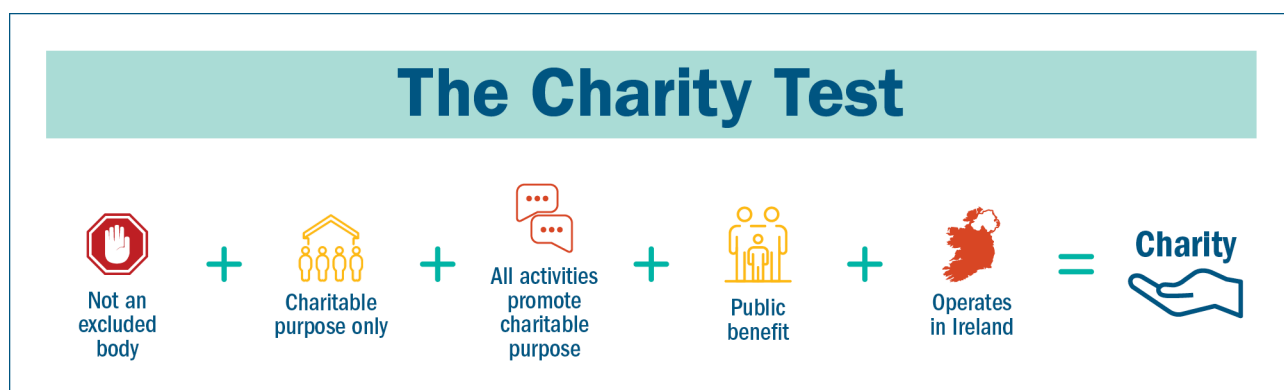 The Charity Test
Not an
excluded
body
+
Charitable
purpose only
+
All activities
promote
charitable
purpose
+
Public
benefit
+
Operates
in Ireland
=
Charity